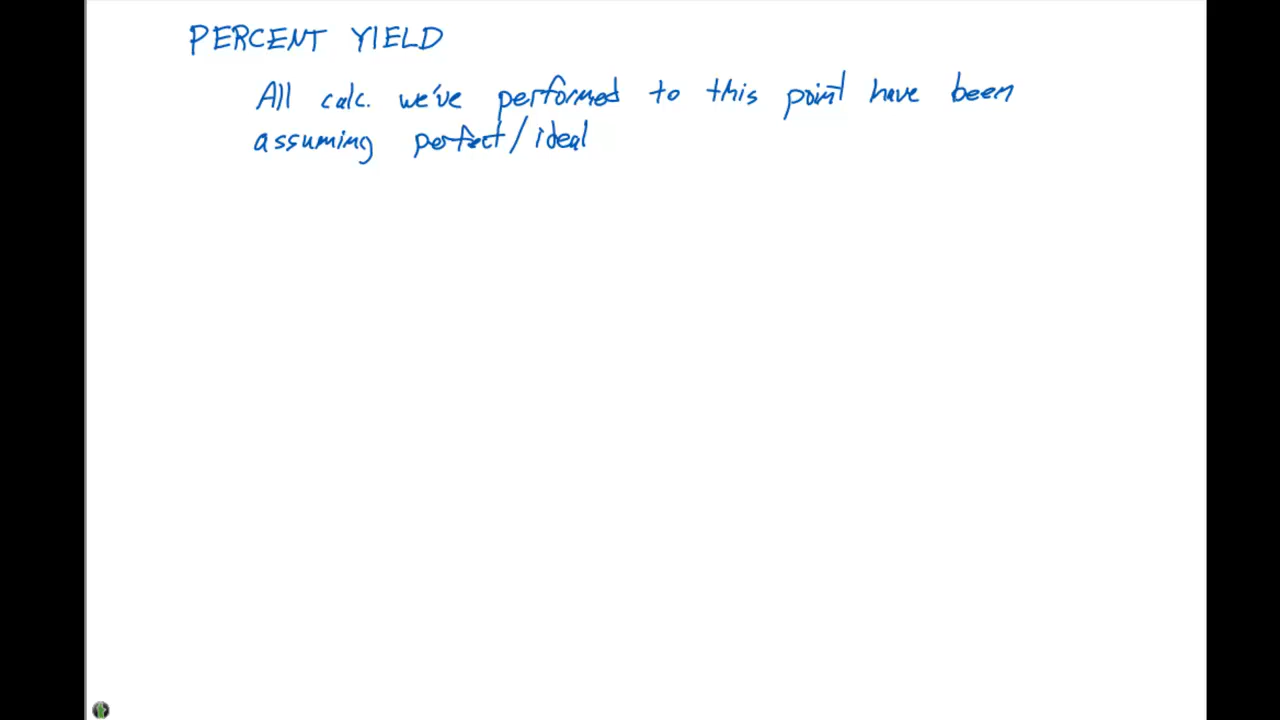 PERCENT YIELD
All calc. we've performed to this point have been
assuming perfect/ideal